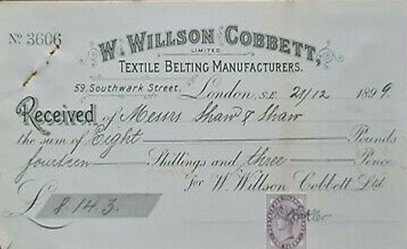 No 3606
W. WILLSON COBBETT,
LIMITED.
TEXTILE BELTING MANUFACTURERS.
59, Southwark Street, London, S.E. 21/12 1899.
Received of Messrs Shaw & Shaw
the sum of Eight Pounds
fourteen Shillings and three Pence
for W. Willson Cobbett Ltd
£ 8.14.3.